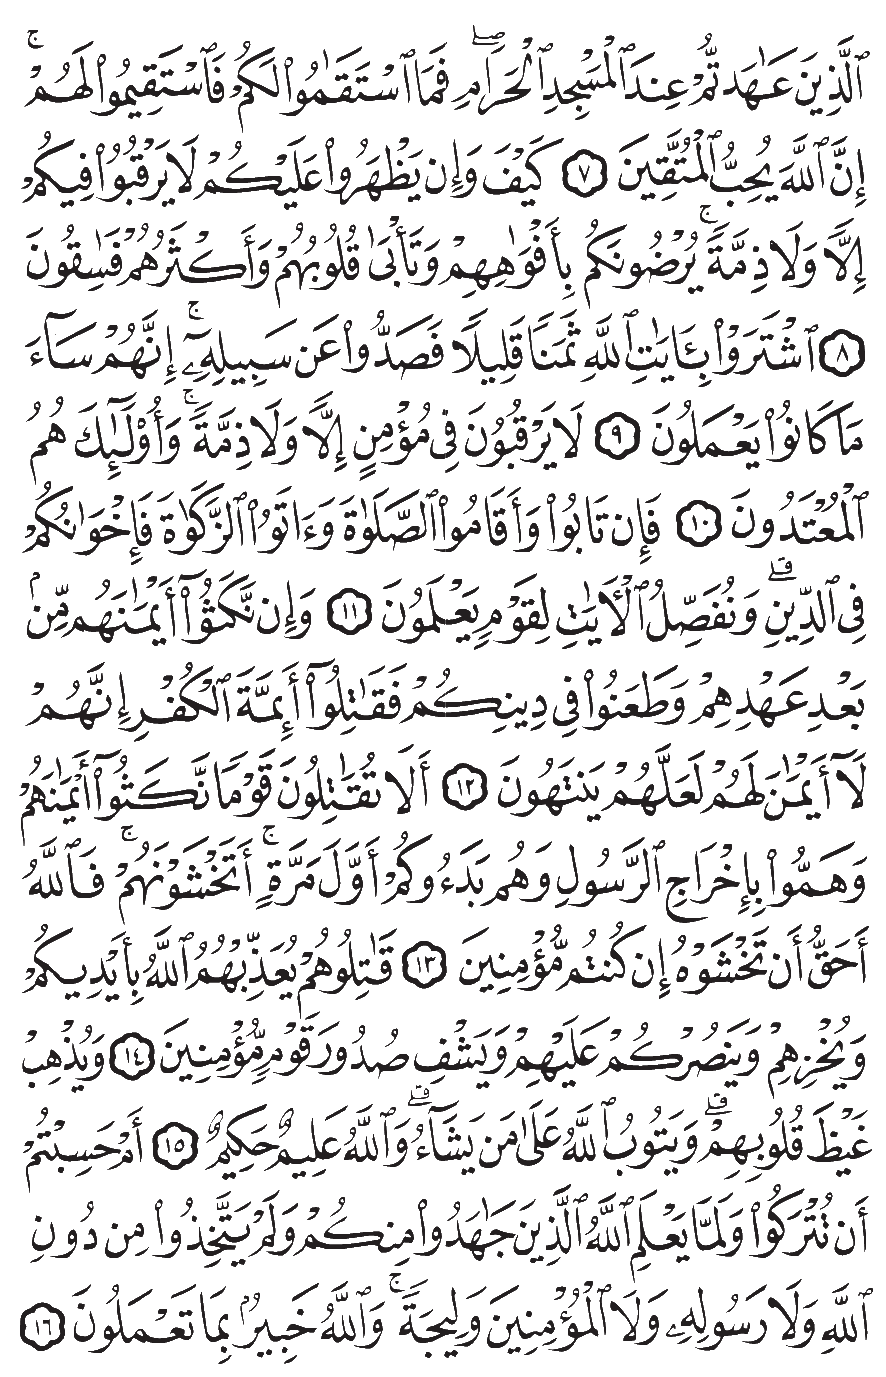 ٱلَّذِينَ عَٰهَدتُّمۡ عِندَ ٱلۡمَسۡجِدِ ٱلۡحَرَامِۖ فَمَا ٱسۡتَقَٰمُواْ لَكُمۡ فَٱسۡتَقِيمُواْ لَهُمۡۚ
إِنَّ ٱللَّهَ يُحِبُّ ٱلۡمُتَّقِينَ ٧ كَيۡفَ وَإِن يَظۡهَرُواْ عَلَيۡكُمۡ لَا يَرۡقُبُواْ فِيكُمۡ
إِلّٗا وَلَا ذِمَّةٗۚ يُرۡضُونَكُم بِأَفۡوَٰهِهِمۡ وَتَأۡبَىٰ قُلُوبُهُمۡ وَأَكۡثَرُهُمۡ فَٰسِقُونَ
٨ ٱشۡتَرَوۡاْ بِـَٔايَٰتِ ٱللَّهِ ثَمَنٗا قَلِيلٗا فَصَدُّواْ عَن سَبِيلِهِۦٓۚ إِنَّهُمۡ سَآءَ
مَا كَانُواْ يَعۡمَلُونَ ٩ لَا يَرۡقُبُونَ فِي مُؤۡمِنٍ إِلّٗا وَلَا ذِمَّةٗۚ وَأُوْلَٰٓئِكَ هُمُ
ٱلۡمُعۡتَدُونَ ١٠ فَإِن تَابُواْ وَأَقَامُواْ ٱلصَّلَوٰةَ وَءَاتَوُاْ ٱلزَّكَوٰةَ فَإِخۡوَٰنُكُمۡ
فِي ٱلدِّينِۗ وَنُفَصِّلُ ٱلۡأٓيَٰتِ لِقَوۡمٖ يَعۡلَمُونَ ١١ وَإِن نَّكَثُوٓاْ أَيۡمَٰنَهُم مِّنۢ
بَعۡدِ عَهۡدِهِمۡ وَطَعَنُواْ فِي دِينِكُمۡ فَقَٰتِلُوٓاْ أَئِمَّةَ ٱلۡكُفۡرِ إِنَّهُمۡ
لَآ أَيۡمَٰنَ لَهُمۡ لَعَلَّهُمۡ يَنتَهُونَ ١٢ أَلَا تُقَٰتِلُونَ قَوۡمٗا نَّكَثُوٓاْ أَيۡمَٰنَهُمۡ
وَهَمُّواْ بِإِخۡرَاجِ ٱلرَّسُولِ وَهُم بَدَءُوكُمۡ أَوَّلَ مَرَّةٍۚ أَتَخۡشَوۡنَهُمۡۚ فَٱللَّهُ
أَحَقُّ أَن تَخۡشَوۡهُ إِن كُنتُم مُّؤۡمِنِينَ ١٣ قَٰتِلُوهُمۡ يُعَذِّبۡهُمُ ٱللَّهُ بِأَيۡدِيكُمۡ
وَيُخۡزِهِمۡ وَيَنصُرۡكُمۡ عَلَيۡهِمۡ وَيَشۡفِ صُدُورَ قَوۡمٖ مُّؤۡمِنِينَ ١٤ وَيُذۡهِبۡ
غَيۡظَ قُلُوبِهِمۡۗ وَيَتُوبُ ٱللَّهُ عَلَىٰ مَن يَشَآءُۗ وَٱللَّهُ عَلِيمٌ حَكِيمٌ ١٥ أَمۡ حَسِبۡتُمۡ
أَن تُتۡرَكُواْ وَلَمَّا يَعۡلَمِ ٱللَّهُ ٱلَّذِينَ جَٰهَدُواْ مِنكُمۡ وَلَمۡ يَتَّخِذُواْ مِن دُونِ
ٱللَّهِ وَلَا رَسُولِهِۦ وَلَا ٱلۡمُؤۡمِنِينَ وَلِيجَةٗۚ وَٱللَّهُ خَبِيرُۢ بِمَا تَعۡمَلُونَ ١٦